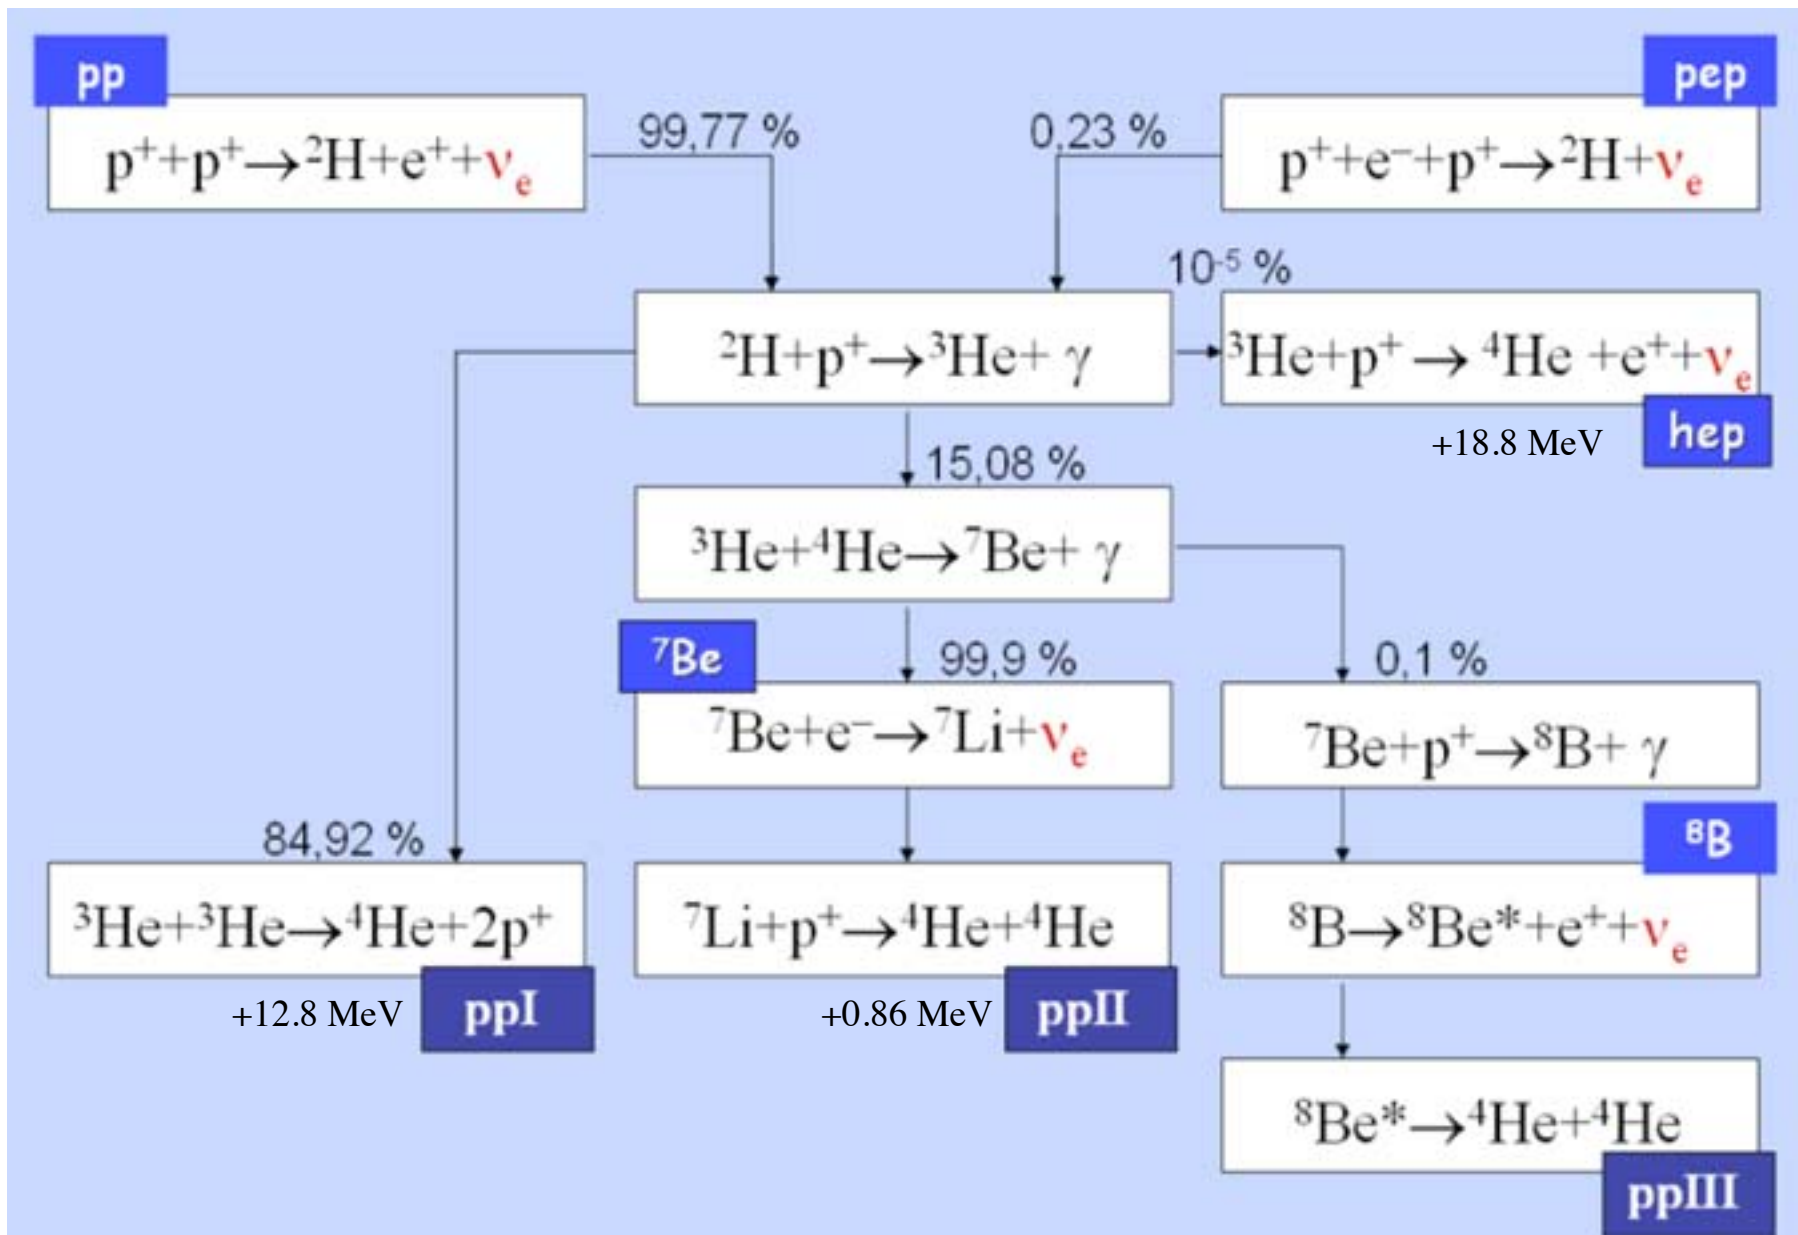 pp
pep
p⁺+p⁺→²H+e⁺+νₑ
99,77 %
0,23 %
p⁺+e⁻+p⁺→²H+νₑ
10⁻⁵ %
²H+p⁺→³He+ γ
³He+p⁺ → ⁴He +e⁺+νₑ
+18.8 MeV
hep
15,08 %
³He+⁴He→⁷Be+ γ
⁷Be
99,9 %
0,1 %
⁷Be+e⁻→⁷Li+νₑ
⁷Be+p⁺→⁸B+ γ
84,92 %
⁸B
³He+³He→⁴He+2p⁺
⁷Li+p⁺→⁴He+⁴He
⁸B→⁸Be*+e⁺+νₑ
+12.8 MeV
ppI
+0.86 MeV
ppII
⁸Be*→⁴He+⁴He
ppIII